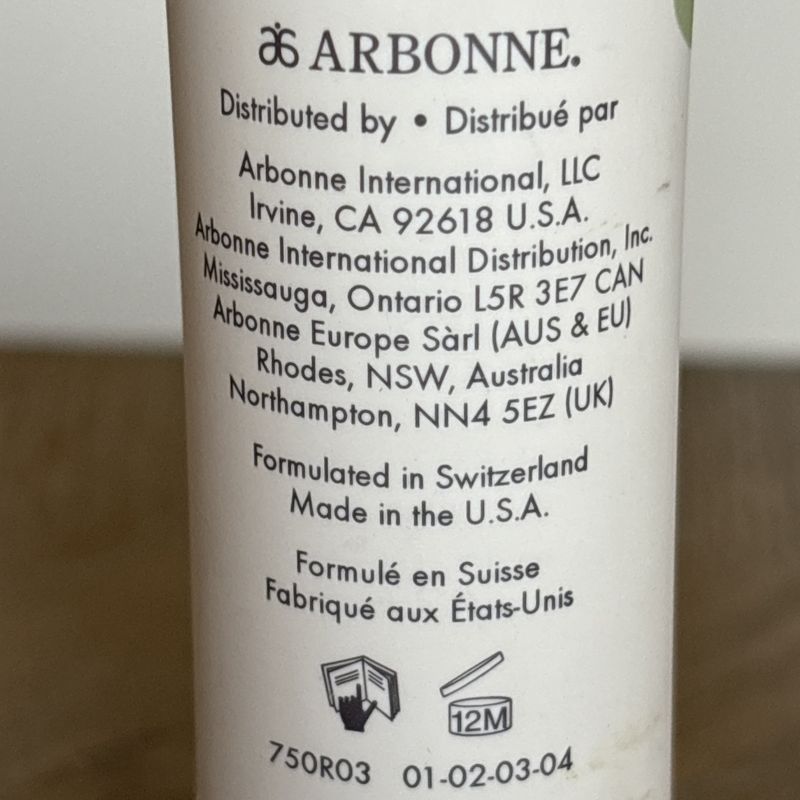 ARBONNE.
Distributed by • Distribué par
Arbonne International, LLC
Irvine, CA 92618 U.S.A.
Arbonne International Distribution, Inc.
Mississauga, Ontario L5R 3E7 CAN
Arbonne Europe Sàrl (AUS & EU)
Rhodes, NSW, Australia
Northampton, NN4 5EZ (UK)
Formulated in Switzerland
Made in the U.S.A.
Formulé en Suisse
Fabriqué aux États-Unis
12M
750R03 01-02-03-04